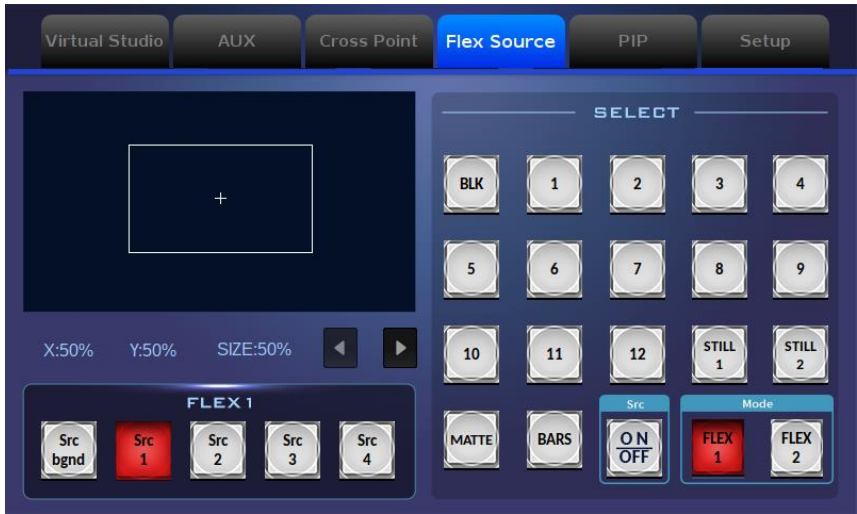 Virtual Studio AUX Cross Point Flex Source PIP Setup
SELECT
BLK 1 2 3 4
5 6 7 8 9
X:50% Y:50% SIZE:50%
10 11 12 STILL 1 STILL 2
FLEX 1
Src bgnd Src 1 Src 2 Src 3 Src 4
Src Mode
MATTE BARS ON OFF FLEX 1 FLEX 2